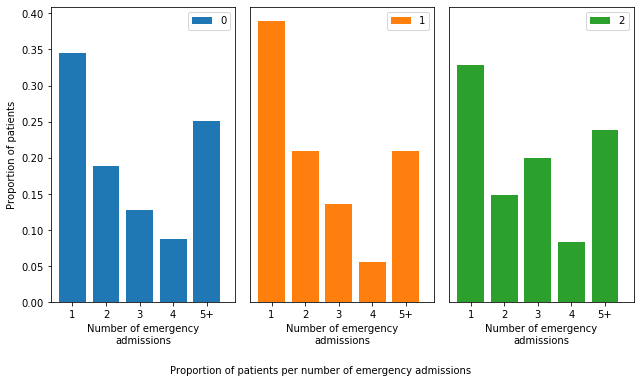 0
1
2
0.40
0.35
0.30
0.25
0.20
0.15
0.10
0.05
0.00
Proportion of patients
1 2 3 4 5+
1 2 3 4 5+
1 2 3 4 5+
Number of emergency
admissions
Number of emergency
admissions
Number of emergency
admissions
Proportion of patients per number of emergency admissions